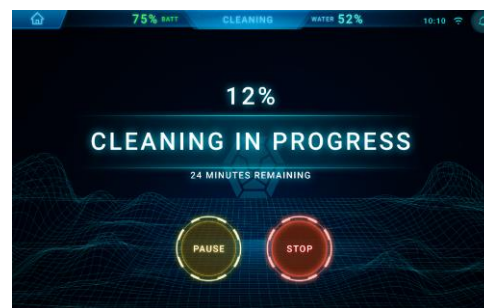 75% BATT CLEANING WATER 52% 10:10
12%
CLEANING IN PROGRESS
24 MINUTES REMAINING
PAUSE STOP